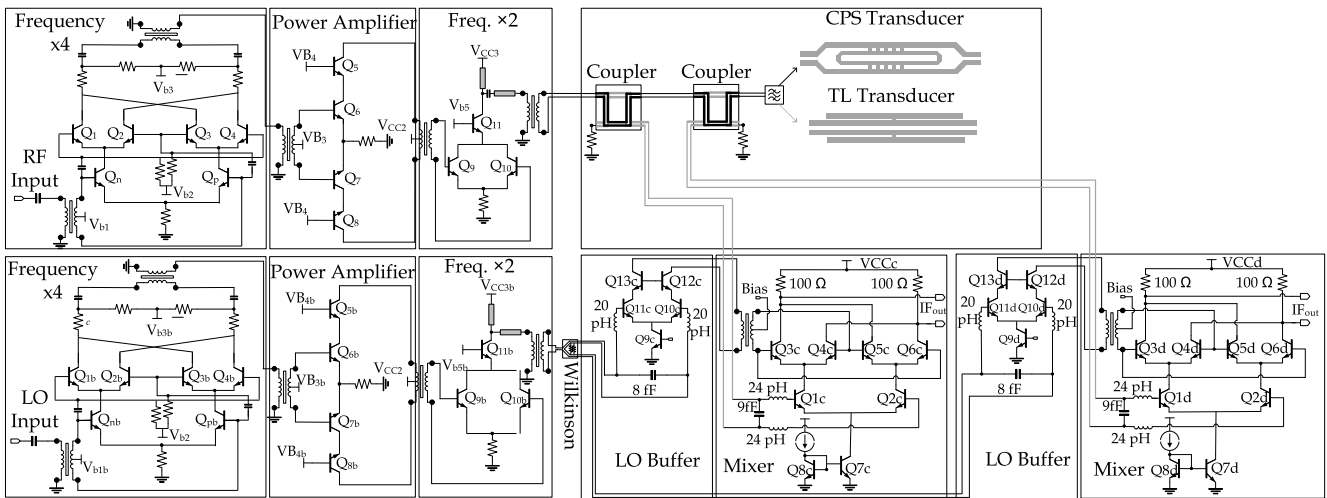 Frequency
x4
V_b3
Q_1
Q_2
Q_3
Q_4
RF
Input
Q_n
Q_p
V_b2
V_b1
Power Amplifier
VB_4
Q_5
Q_6
VB_3
V_CC2
Q_7
VB_4
Q_8
Freq. ×2
V_CC3
V_b5
Q_11
Q_9
Q_10
Coupler
Coupler
CPS Transducer
TL Transducer
Frequency
x4
c
V_b3b
Q_1b
Q_2b
Q_3b
Q_4b
LO
Input
Q_nb
Q_pb
V_b2
V_b1b
Power Amplifier
VB_4b
Q_5b
Q_6b
VB_3b
V_CC2
Q_7b
VB_4b
Q_8b
Freq. ×2
V_CC3b
Q_11b
V_b5b
Q_9b
Q_10b
Wilkinson
Q13c
Q12c
20
pH
Q11c
Q10c
20
pH
Q9c
8 fF
LO Buffer
VCCc
100 Ω
100 Ω
Bias
IF_out
Q3c
Q4c
Q5c
Q6c
24 pH
Q1c
Q2c
9fF
24 pH
Q8c
Q7c
Mixer
Q13d
Q12d
20
pH
Q11d
Q10d
20
pH
Q9d
8 fF
LO Buffer
VCCd
100 Ω
100 Ω
Bias
IF_out
Q3d
Q4d
Q5d
Q6d
24 pH
Q1d
Q2d
9fF
24 pH
Q8d
Q7d
Mixer